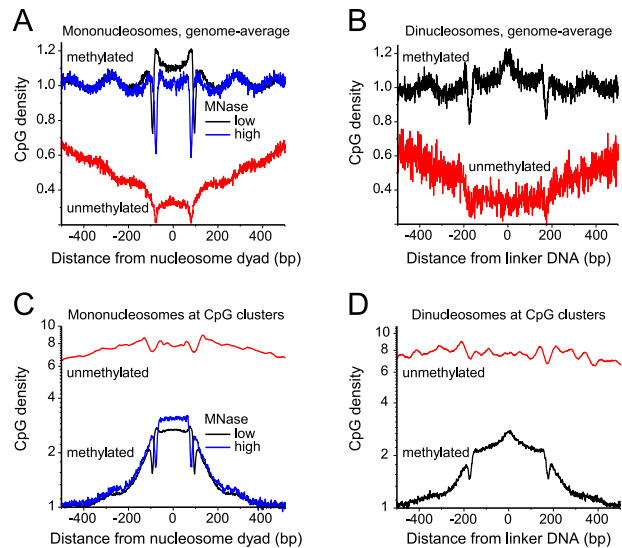 A
Mononucleosomes, genome-average
methylated
MNase
low
high
unmethylated
CpG density
1.2
1.0
0.8
0.6
0.4
-400 -200 0 200 400
Distance from nucleosome dyad (bp)
B
Dinucleosomes, genome-average
methylated
unmethylated
CpG density
1.2
1.0
0.8
0.6
0.4
-400 -200 0 200 400
Distance from linker DNA (bp)
C
Mononucleosomes at CpG clusters
unmethylated
MNase
low
high
methylated
CpG density
10
8
6
4
2
1
-400 -200 0 200 400
Distance from nucleosome dyad (bp)
D
Dinucleosomes at CpG clusters
unmethylated
methylated
CpG density
10
8
6
4
2
1
-400 -200 0 200 400
Distance from linker DNA (bp)